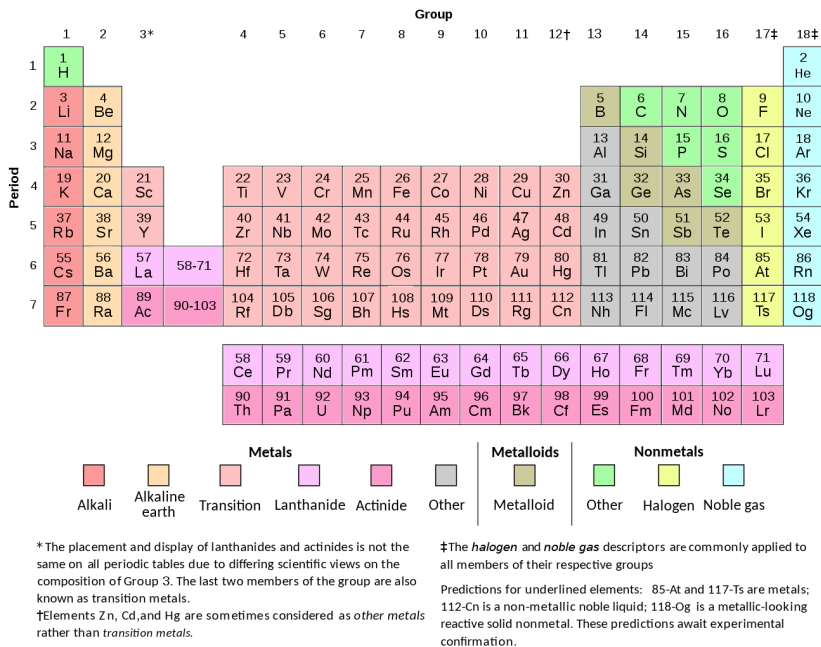 Group
1 2 3* 4 5 6 7 8 9 10 11 12† 13 14 15 16 17‡ 18‡
Period
1
1 2
H He
2
3 4 5 6 7 8 9 10
Li Be B C N O F Ne
3
11 12 13 14 15 16 17 18
Na Mg Al Si P S Cl Ar
4
19 20 21 22 23 24 25 26 27 28 29 30 31 32 33 34 35 36
K Ca Sc Ti V Cr Mn Fe Co Ni Cu Zn Ga Ge As Se Br Kr
5
37 38 39 40 41 42 43 44 45 46 47 48 49 50 51 52 53 54
Rb Sr Y Zr Nb Mo Tc Ru Rh Pd Ag Cd In Sn Sb Te I Xe
6
55 56 57 58-71 72 73 74 75 76 77 78 79 80 81 82 83 84 85 86
Cs Ba La Hf Ta W Re Os Ir Pt Au Hg Tl Pb Bi Po At Rn
7
87 88 89 90-103 104 105 106 107 108 109 110 111 112 113 114 115 116 117 118
Fr Ra Ac Rf Db Sg Bh Hs Mt Ds Rg Cn Nh Fl Mc Lv Ts Og
58 59 60 61 62 63 64 65 66 67 68 69 70 71
Ce Pr Nd Pm Sm Eu Gd Tb Dy Ho Fr Tm Yb Lu
90 91 92 93 94 95 96 97 98 99 100 101 102 103
Th Pa U Np Pu Am Cm Bk Cf Es Fm Md No Lr
Metals Metalloids Nonmetals
Alkali
Alkaline
earth
Transition
Lanthanide
Actinide
Other
Metalloid
Other
Halogen
Noble gas
*The placement and display of lanthanides and actinides is not the
same on all periodic tables due to differing scientific views on the
composition of Group 3. The last two members of the group are also
known as transition metals.
†Elements Zn, Cd,and Hg are sometimes considered as other metals
rather than transition metals.
‡The halogen and noble gas descriptors are commonly applied to
all members of their respective groups
Predictions for underlined elements: 85-At and 117-Ts are metals;
112-Cn is a non-metallic noble liquid; 118-Og is a metallic-looking
reactive solid nonmetal. These predictions await experimental
confirmation.